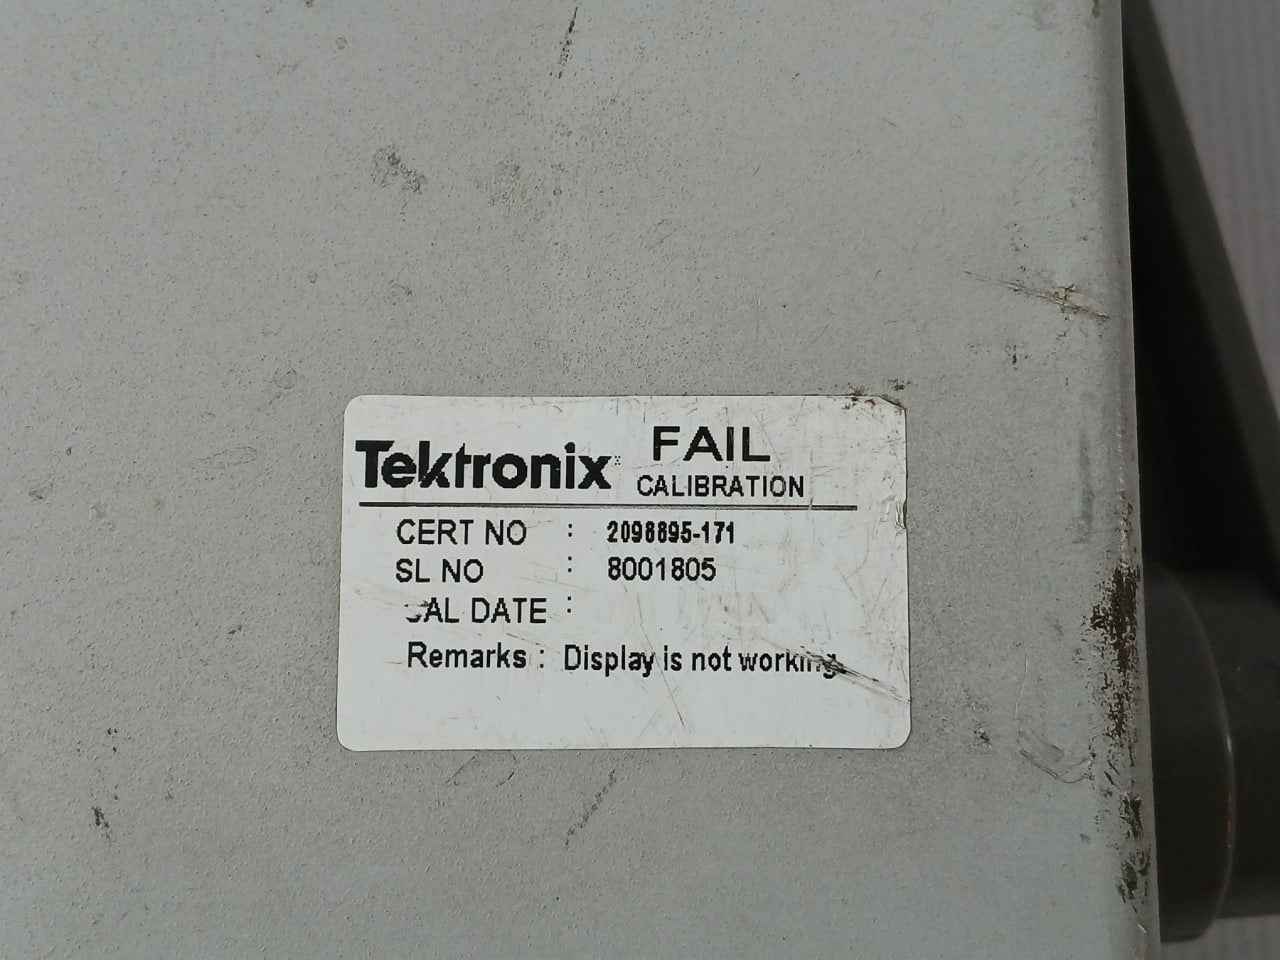 Tektronix FAIL
CALIBRATION
CERT NO : 2098895-171
SL NO : 8001805
CAL DATE :
Remarks : Display is not working.